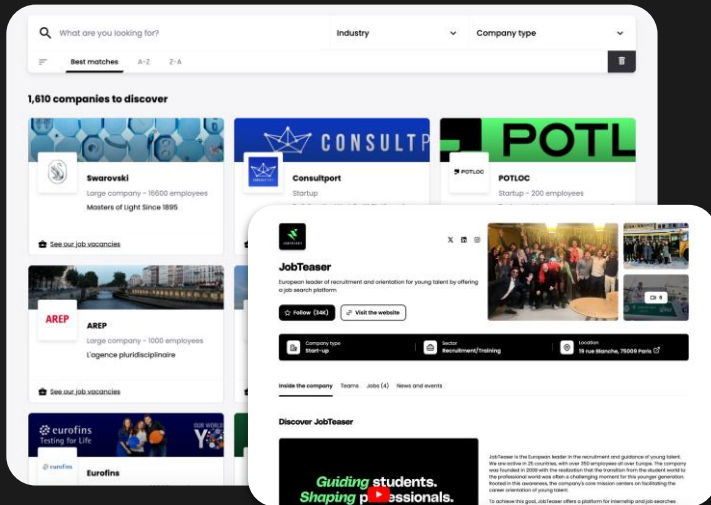 What are you looking for?
Industry
Company type
Best matches
A-Z
Z-A
1,610 companies to discover
CONSULTP
POTL
Swarovski
Large company - 16600 employees
Masters of Light Since 1895
See our job vacancies
Consultport
Startup
POTLOC
POTLOC
Startup - 200 employees
AREP
AREP
Large company - 1000 employees
L'agence pluridisciplinaire
See our job vacancies
eurofins
Testing for Life
OUR WORLD
eurofins
Eurofins
JobTeaser
European leader of recruitment and orientation for young talent by offering
a job search platform
Follow (34K)
Visit the website
Company type
Start-up
Sector
Recruitment/Training
Location
19 rue Blanche, 75009 Paris
Inside the company
Teams
Jobs (4)
News and events
Discover JobTeaser
Guiding students.
Shaping p essionals.
JobTeaser is the European leader in the recruitment and guidance of young talent.
We are active in 25 countries, with over 250 employees all over Europe. The company
was founded in 2009 with the realization that the transition from the student world to
the professional world was often a challenging moment for this younger generation.
Rooted in this awareness, the company's core mission centers on facilitating the
career orientation of young talent.
To achieve this goal, JobTeaser offers a platform for internship and job searches